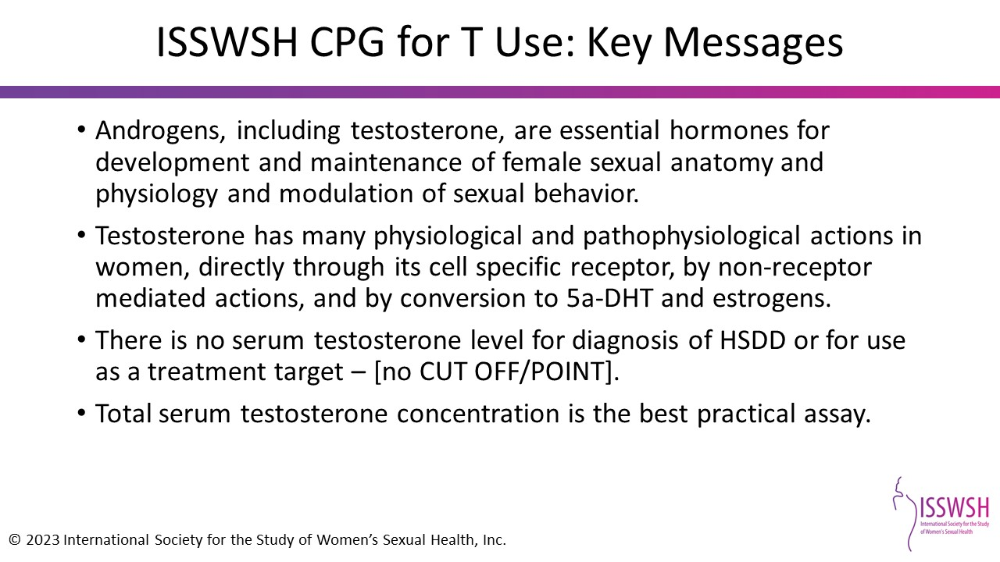 ISSWSH CPG for T Use: Key Messages
• Androgens, including testosterone, are essential hormones for
development and maintenance of female sexual anatomy and
physiology and modulation of sexual behavior.
• Testosterone has many physiological and pathophysiological actions in
women, directly through its cell specific receptor, by non-receptor
mediated actions, and by conversion to 5a-DHT and estrogens.
• There is no serum testosterone level for diagnosis of HSDD or for use
as a treatment target – [no CUT OFF/POINT].
• Total serum testosterone concentration is the best practical assay.
ISSWSH
International Society for the Study
of Women's Sexual Health
© 2023 International Society for the Study of Women’s Sexual Health, Inc.